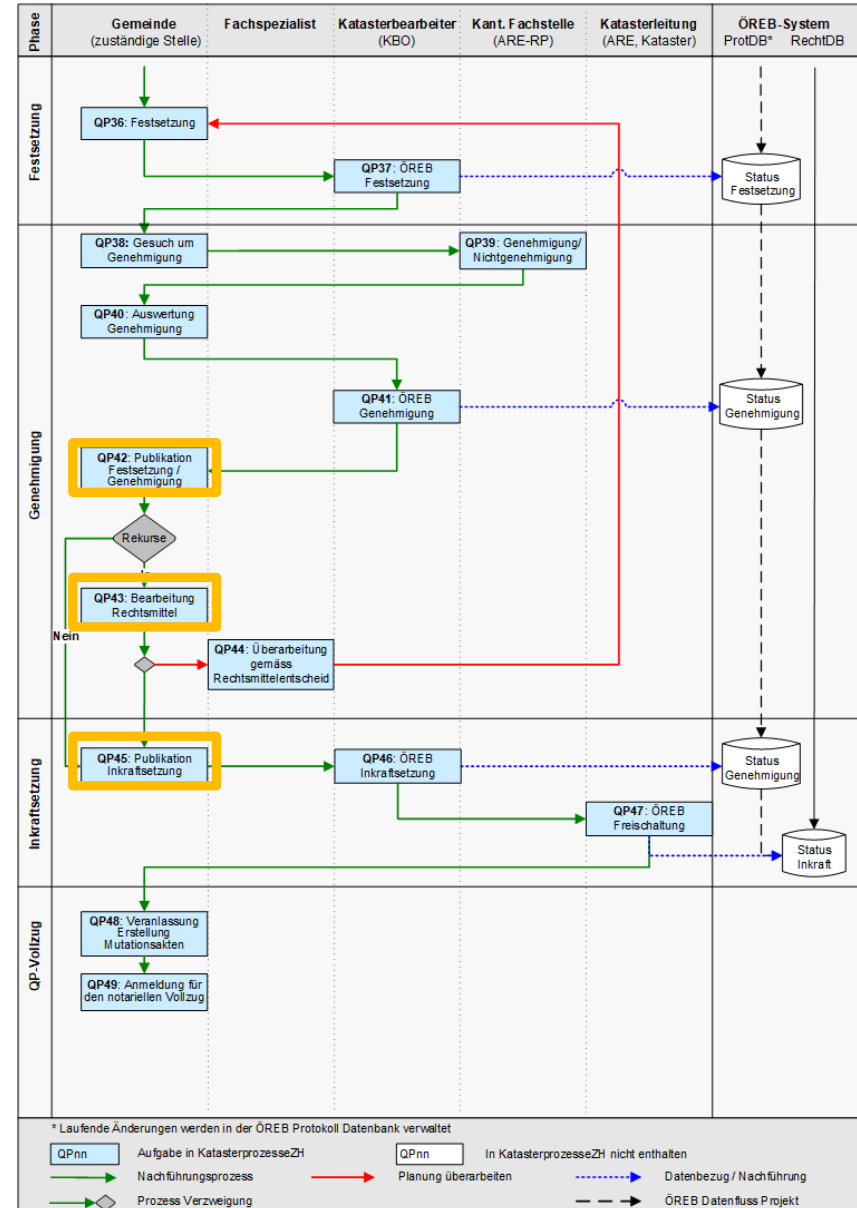 Phase
Gemeinde
(zuständige Stelle)
Fachspezialist
Katasterbearbeiter
(KBO)
Kant. Fachstelle
(ARE-RP)
Katasterleitung
(ARE, Kataster)
ÖREB-System
ProtDB* RechtDB
Festsetzung
QP36: Festsetzung
QP37: ÖREB
Festsetzung
Status
Festsetzung
Genehmigung
QP38: Gesuch um
Genehmigung
QP39: Genehmigung/
Nichtgenehmigung
QP40: Auswertung
Genehmigung
QP41: ÖREB
Genehmigung
Status
Genehmigung
QP42: Publikation
Festsetzung /
Genehmigung
Rekurse
QP43: Bearbeitung
Rechtsmittel
Nein
QP44: Überarbeitung
gemäss
Rechtsmittelentscheid
Inkraftsetzung
QP45: Publikation
Inkraftsetzung
QP46: ÖREB
Inkraftsetzung
Status
Genehmigung
QP47: ÖREB
Freischaltung
Status
Inkraft
QP-Vollzug
QP48: Veranlassung
Erstellung
Mutationsakten
QP49: Anmeldung für
den notariellen Vollzug
* Laufende Änderungen werden in der ÖREB Protokoll Datenbank verwaltet
QPnn Aufgabe in KatasterprozesseZH QPnn In KatasterprozesseZH nicht enthalten
Nachführungsprozess Planung überarbeiten Datenbezug / Nachführung
Prozess Verzweigung ÖREB Datenfluss Projekt